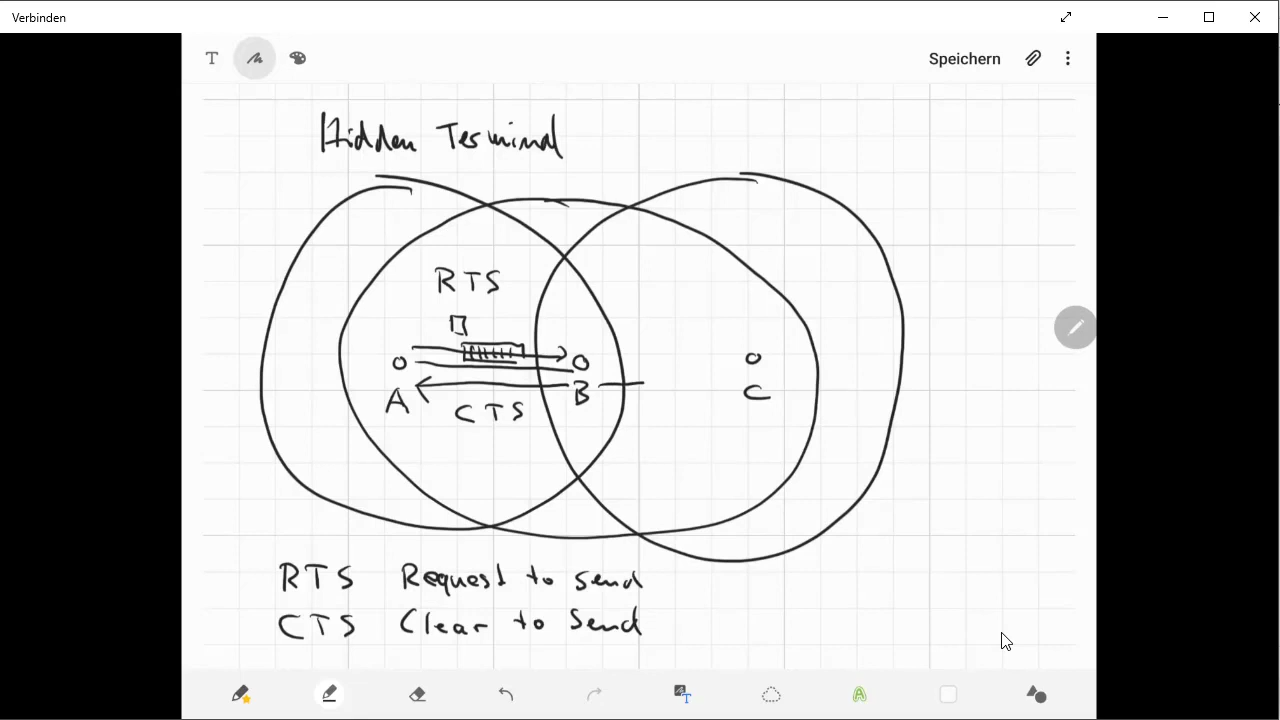 Verbinden
T
Speichern
Hidden Terminal
RTS
A
B
C
CTS
RTS Request to send
CTS Clear to Send
T
A